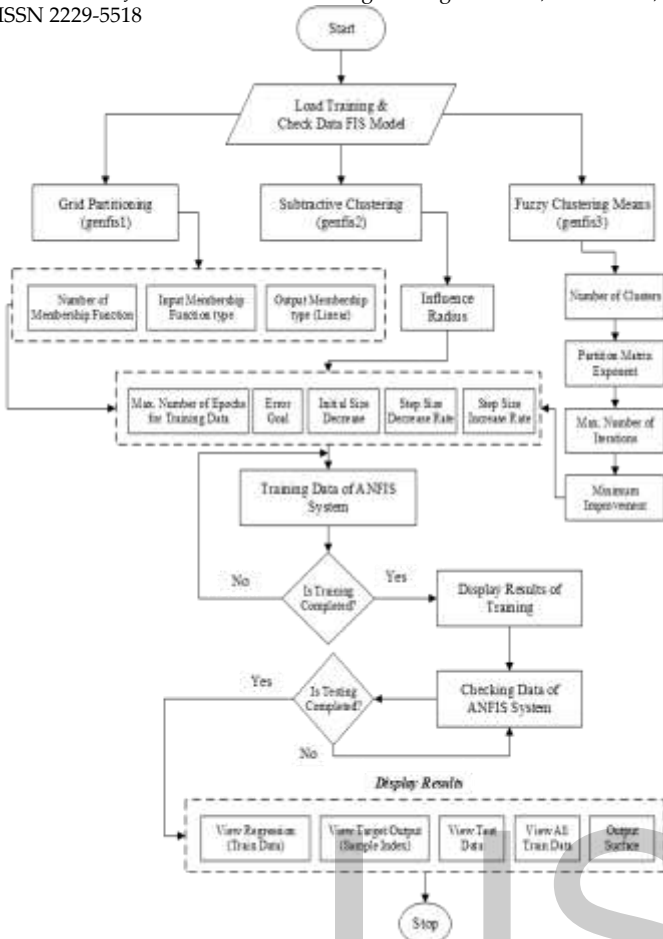 ISSN 2229-5518
Start
Load Training &
Check Data FIS Model
Grid Partitioning
(genfis1)
Subtractive Clustering
(genfis2)
Fuzzy Clustering Means
(genfis3)
Number of
Membership Function
Input Membership
Function type
Output Membership
type (Linear)
Influence
Radius
Number of Clusters
Partition Matrix
Exponent
Max. Number of
Iterations
Minimum
Improvement
Max. Number of Epochs
for Training Data
Error
Goal
Initial Size
Decrease
Step Size
Decrease Rate
Step Size
Increase Rate
Training Data of ANFIS
System
Is Training
Completed?
No
Yes
Display Results of
Training
Checking Data of
ANFIS System
Is Testing
Completed?
Yes
No
Display Results
View Regression
(Train Data)
View Target Output
(Sample Index)
View Test
Data
View All
Train Data
Output
Surface
Stop